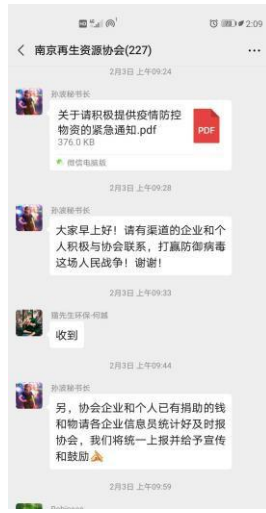 2:09
南京再生资源协会(227)
2月3日 上午09:24
孙波秘书长
关于请积极提供疫情防控
物资的紧急通知.pdf
376.0 KB
PDF
微信电脑版
2月3日 上午09:28
孙波秘书长
大家早上好！请有渠道的企业和个
人积极与协会联系，打赢防御病毒
这场人民战争！谢谢！
2月3日 上午09:33
收到
2月3日 上午09:44
孙波秘书长
另，协会企业和个人已有捐助的钱
和物请各企业信息员统计好及时报
协会，我们将统一上报并给予宣传
和鼓励
2月3日 上午09:59